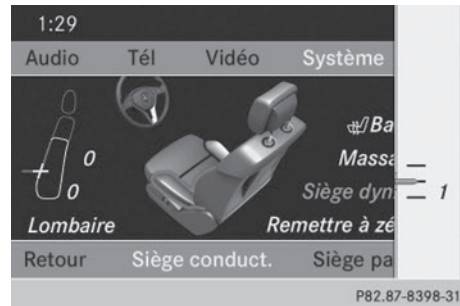 1:29
Audio Tél Vidéo Système
Ba
0 Massa
0 Siège dyn 1
Lombaire Remettre à zé
Retour Siège conduct. Siège pa
P82.87-8398-31